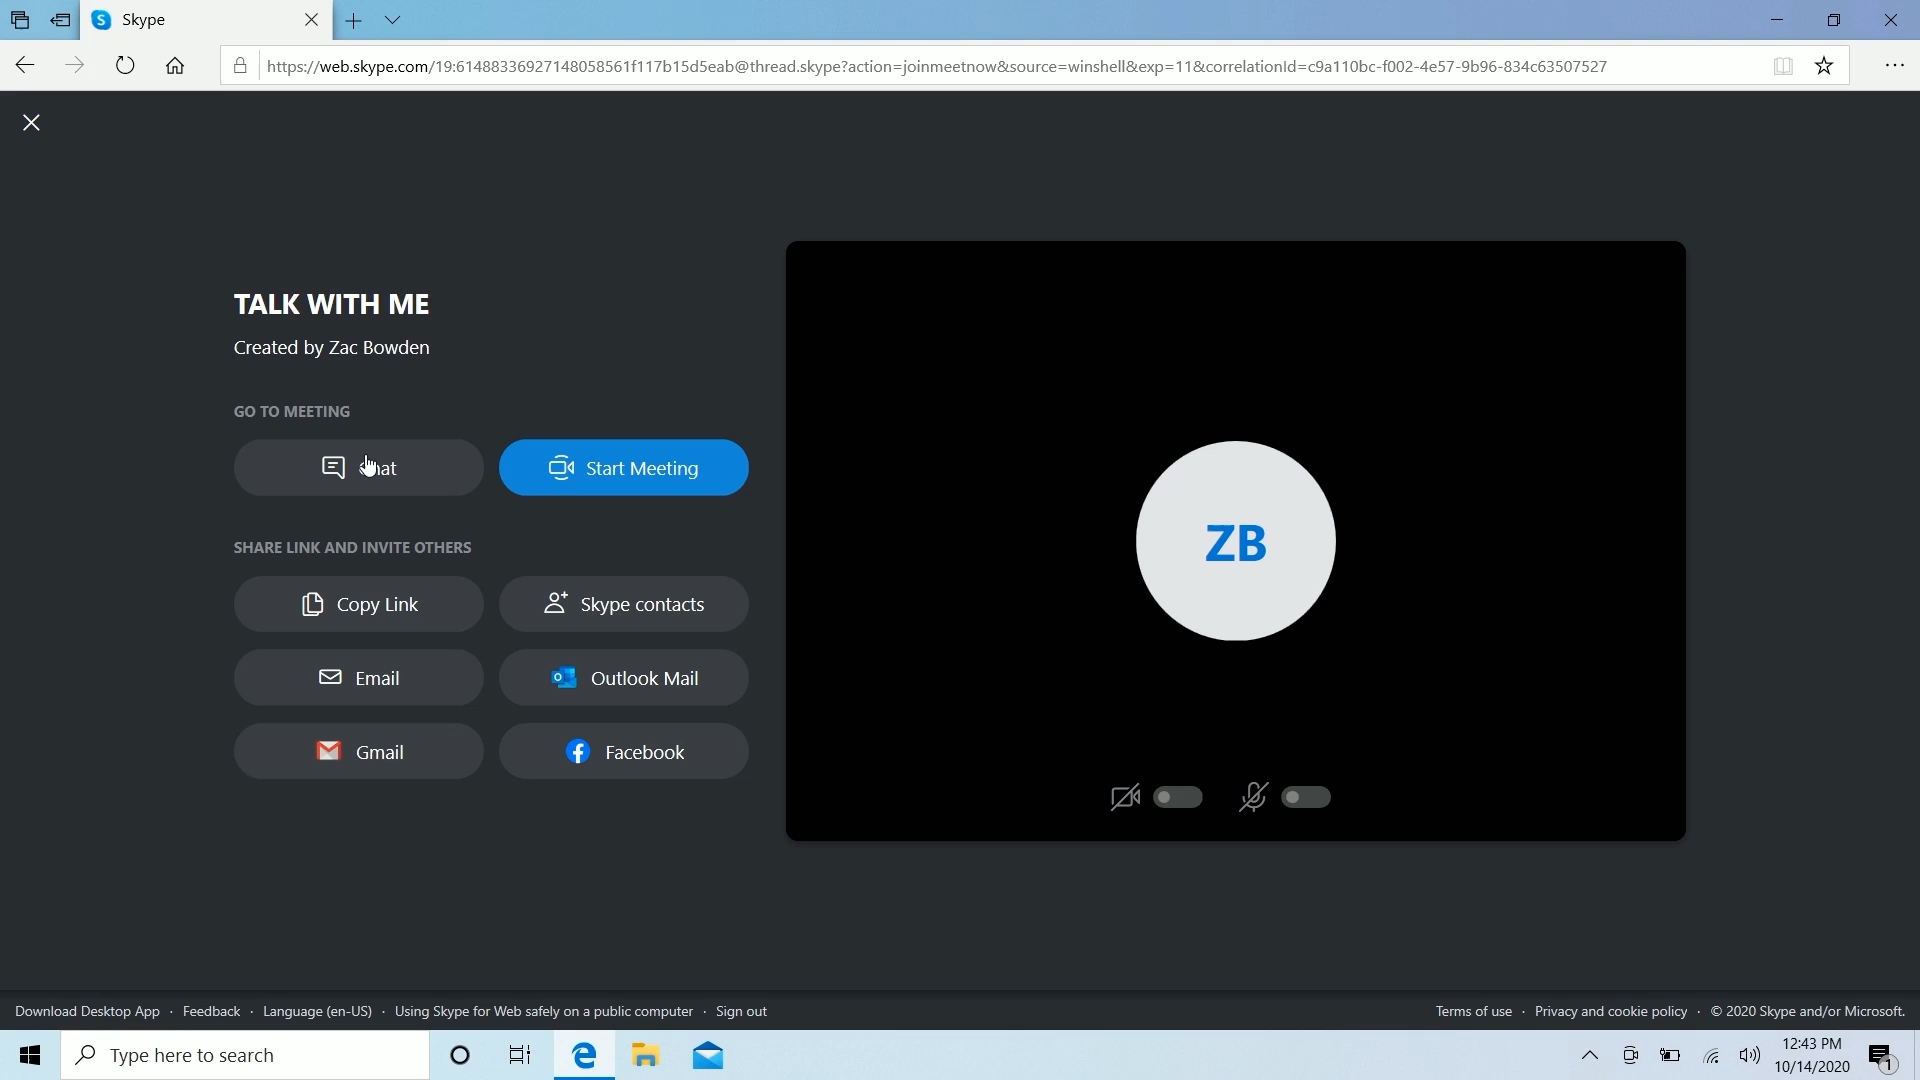 Skype
https://web.skype.com/19:61488336927148058561f117b15d5eab@thread.skype?action=joinmeetnow&source=winshell&exp=11&correlationId=c9a110bc-f002-4e57-9b96-834c63507527
TALK WITH ME
Created by Zac Bowden
GO TO MEETING
Chat
Start Meeting
SHARE LINK AND INVITE OTHERS
Copy Link
Skype contacts
Email
Outlook Mail
Gmail
Facebook
ZB
Download Desktop App · Feedback · Language (en-US) · Using Skype for Web safely on a public computer · Sign out
Terms of use · Privacy and cookie policy · © 2020 Skype and/or Microsoft.
Type here to search
12:43 PM
10/14/2020
1